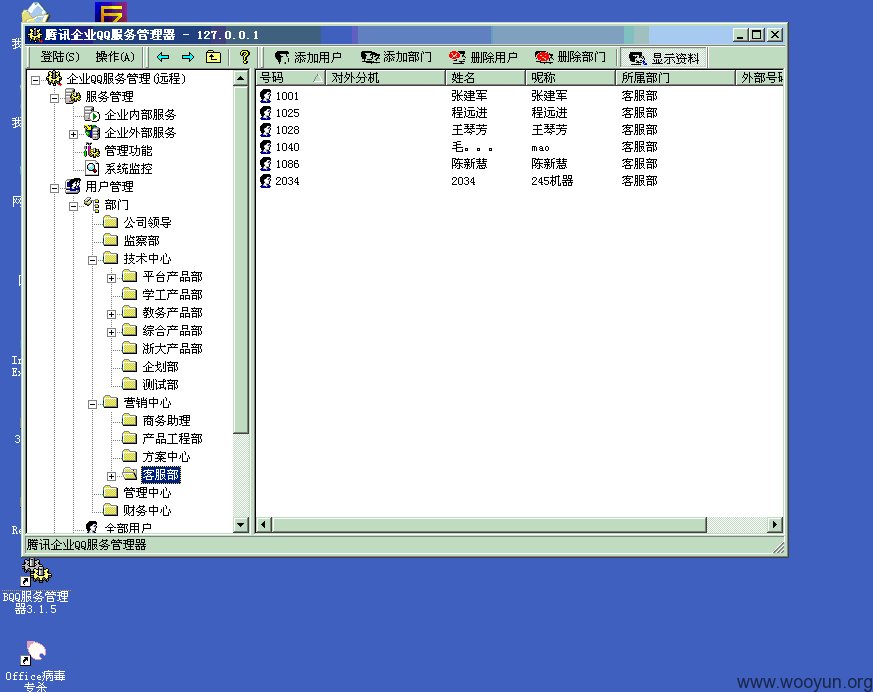 腾讯企业QQ服务管理器 - 127.0.0.1
登陆(S) 操作(A) 添加用户 添加部门 删除用户 删除部门 显示资料
企业QQ服务管理(远程)
服务管理
企业内部服务
企业外部服务
管理功能
系统监控
用户管理
部门
公司领导
监察部
技术中心
平台产品部
学工产品部
教务产品部
综合产品部
浙大产品部
企划部
测试部
营销中心
商务助理
产品工程部
方案中心
客服部
管理中心
财务中心
全部用户
号码 对外分机 姓名 昵称 所属部门 外部号码
1001 张建军 张建军 客服部
1025 程远进 程远进 客服部
1028 王琴芳 王琴芳 客服部
1040 毛。。。 mao 客服部
1086 陈新慧 陈新慧 客服部
2034 2034 245机器 客服部
腾讯企业QQ服务管理器
我
我
网
In
Ex
3
Re
BQQ服务管理
器3.1.5
Office病毒
专杀
www.wooyun.org